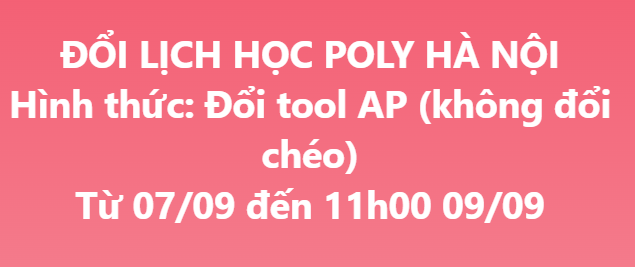 ĐỔI LỊCH HỌC POLY HÀ NỘI
Hình thức: Đổi tool AP (không đổi
chéo)
Từ 07/09 đến 11h00 09/09